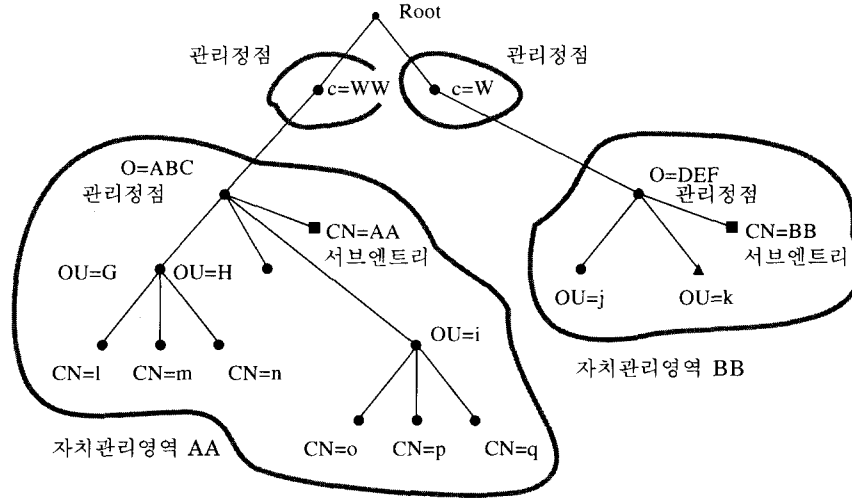 Root
관리정점
관리정점
c=WW
c=W
O=ABC
관리정점
O=DEF
관리정점
CN=AA
서브엔트리
CN=BB
서브엔트리
OU=G
OU=H
OU=j
OU=k
OU=i
CN=l
CN=m
CN=n
자치관리영역 BB
자치관리영역 AA
CN=o
CN=p
CN=q